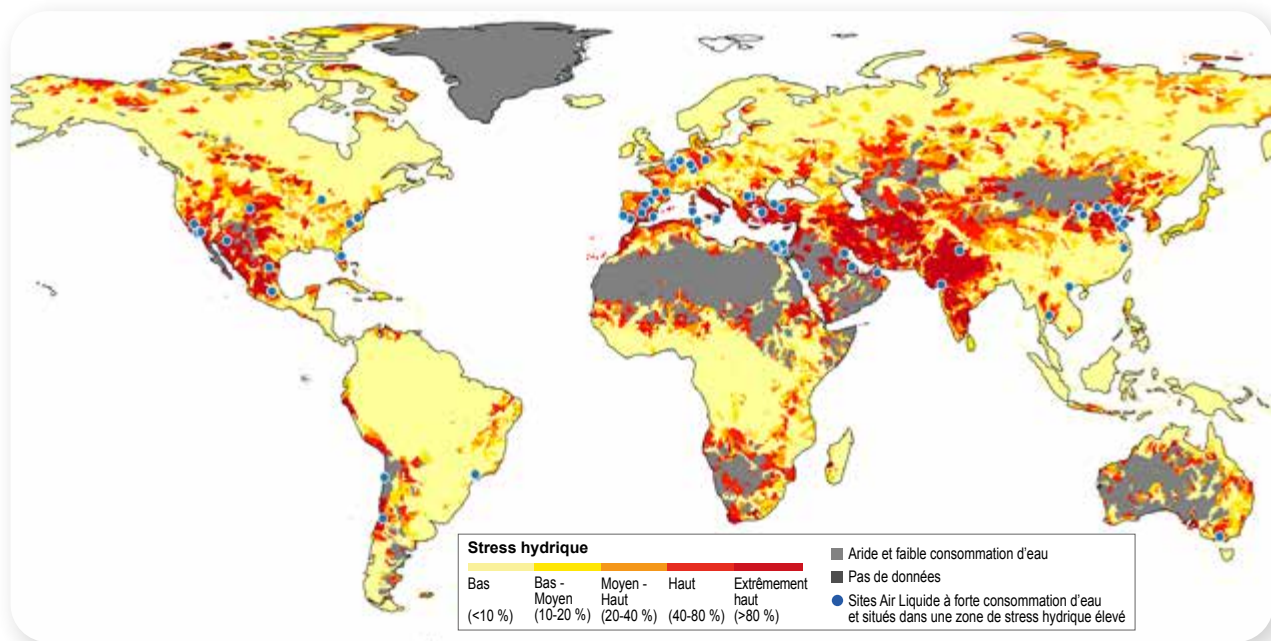 Stress hydrique
Bas
(<10 %)
Bas -
Moyen
(10-20 %)
Moyen -
Haut
(20-40 %)
Haut
(40-80 %)
Extrêmement
haut
(>80 %)
Aride et faible consommation d'eau
Pas de données
Sites Air Liquide à forte consommation d'eau
et situés dans une zone de stress hydrique élevé